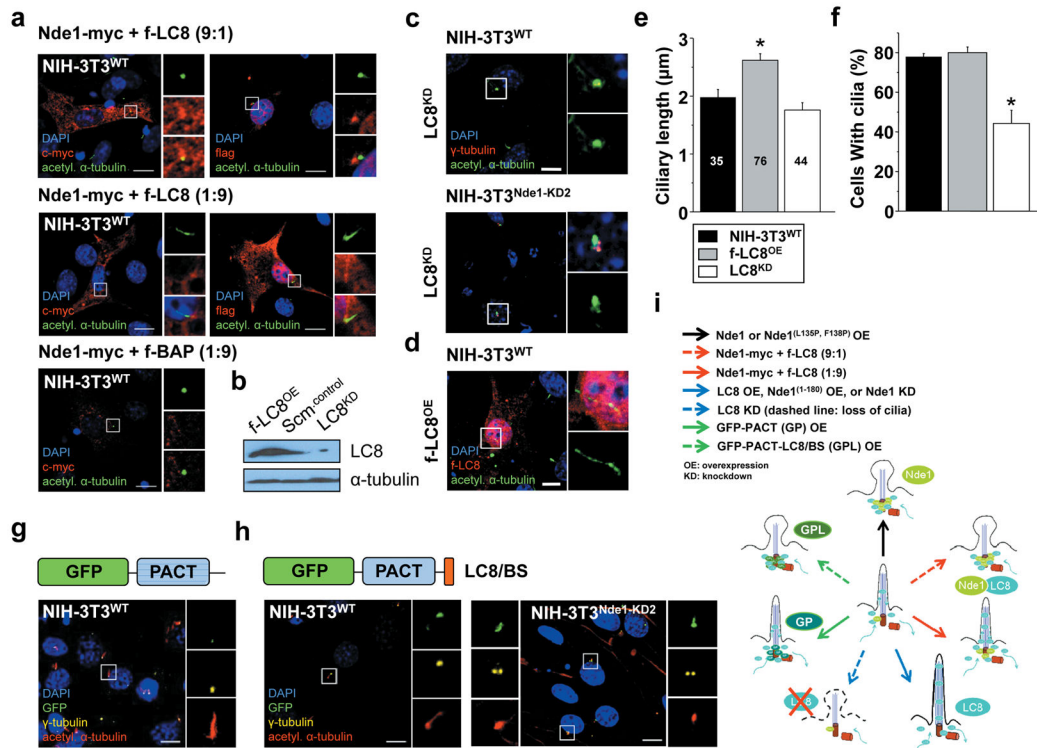 a
Nde1-myc + f-LC8 (9:1)
NIH-3T3WT
DAPI
c-myc
acetyl. α-tubulin
DAPI
flag
acetyl. α-tubulin
Nde1-myc + f-LC8 (1:9)
NIH-3T3WT
DAPI
c-myc
acetyl. α-tubulin
DAPI
flag
acetyl. α-tubulin
Nde1-myc + f-BAP (1:9)
NIH-3T3WT
DAPI
c-myc
acetyl. α-tubulin
b
f-LC8OE
Scm-control
LC8KD
LC8
α-tubulin
c
NIH-3T3WT
LC8KD
DAPI
γ-tubulin
acetyl. α-tubulin
NIH-3T3Nde1-KD2
LC8KD
d
NIH-3T3WT
f-LC8OE
DAPI
f-LC8
acetyl. α-tubulin
e
Ciliary length (µm)
3
2
1
0
*
35
76
44
NIH-3T3WT
f-LC8OE
LC8KD
f
Cells With cilia (%)
100
80
60
40
20
0
*
g
GFP
PACT
NIH-3T3WT
DAPI
GFP
γ-tubulin
acetyl. α-tubulin
h
GFP
PACT
LC8/BS
NIH-3T3WT
DAPI
GFP
γ-tubulin
acetyl. α-tubulin
NIH-3T3Nde1-KD2
i
Nde1 or Nde1(L135P, F138P) OE
Nde1-myc + f-LC8 (9:1)
Nde1-myc + f-LC8 (1:9)
LC8 OE, Nde1(1-180) OE, or Nde1 KD
LC8 KD (dashed line: loss of cilia)
GFP-PACT (GP) OE
GFP-PACT-LC8/BS (GPL) OE
OE: overexpression
KD: knockdown
Nde1
GPL
Nde1
LC8
GP
LC8
LC8